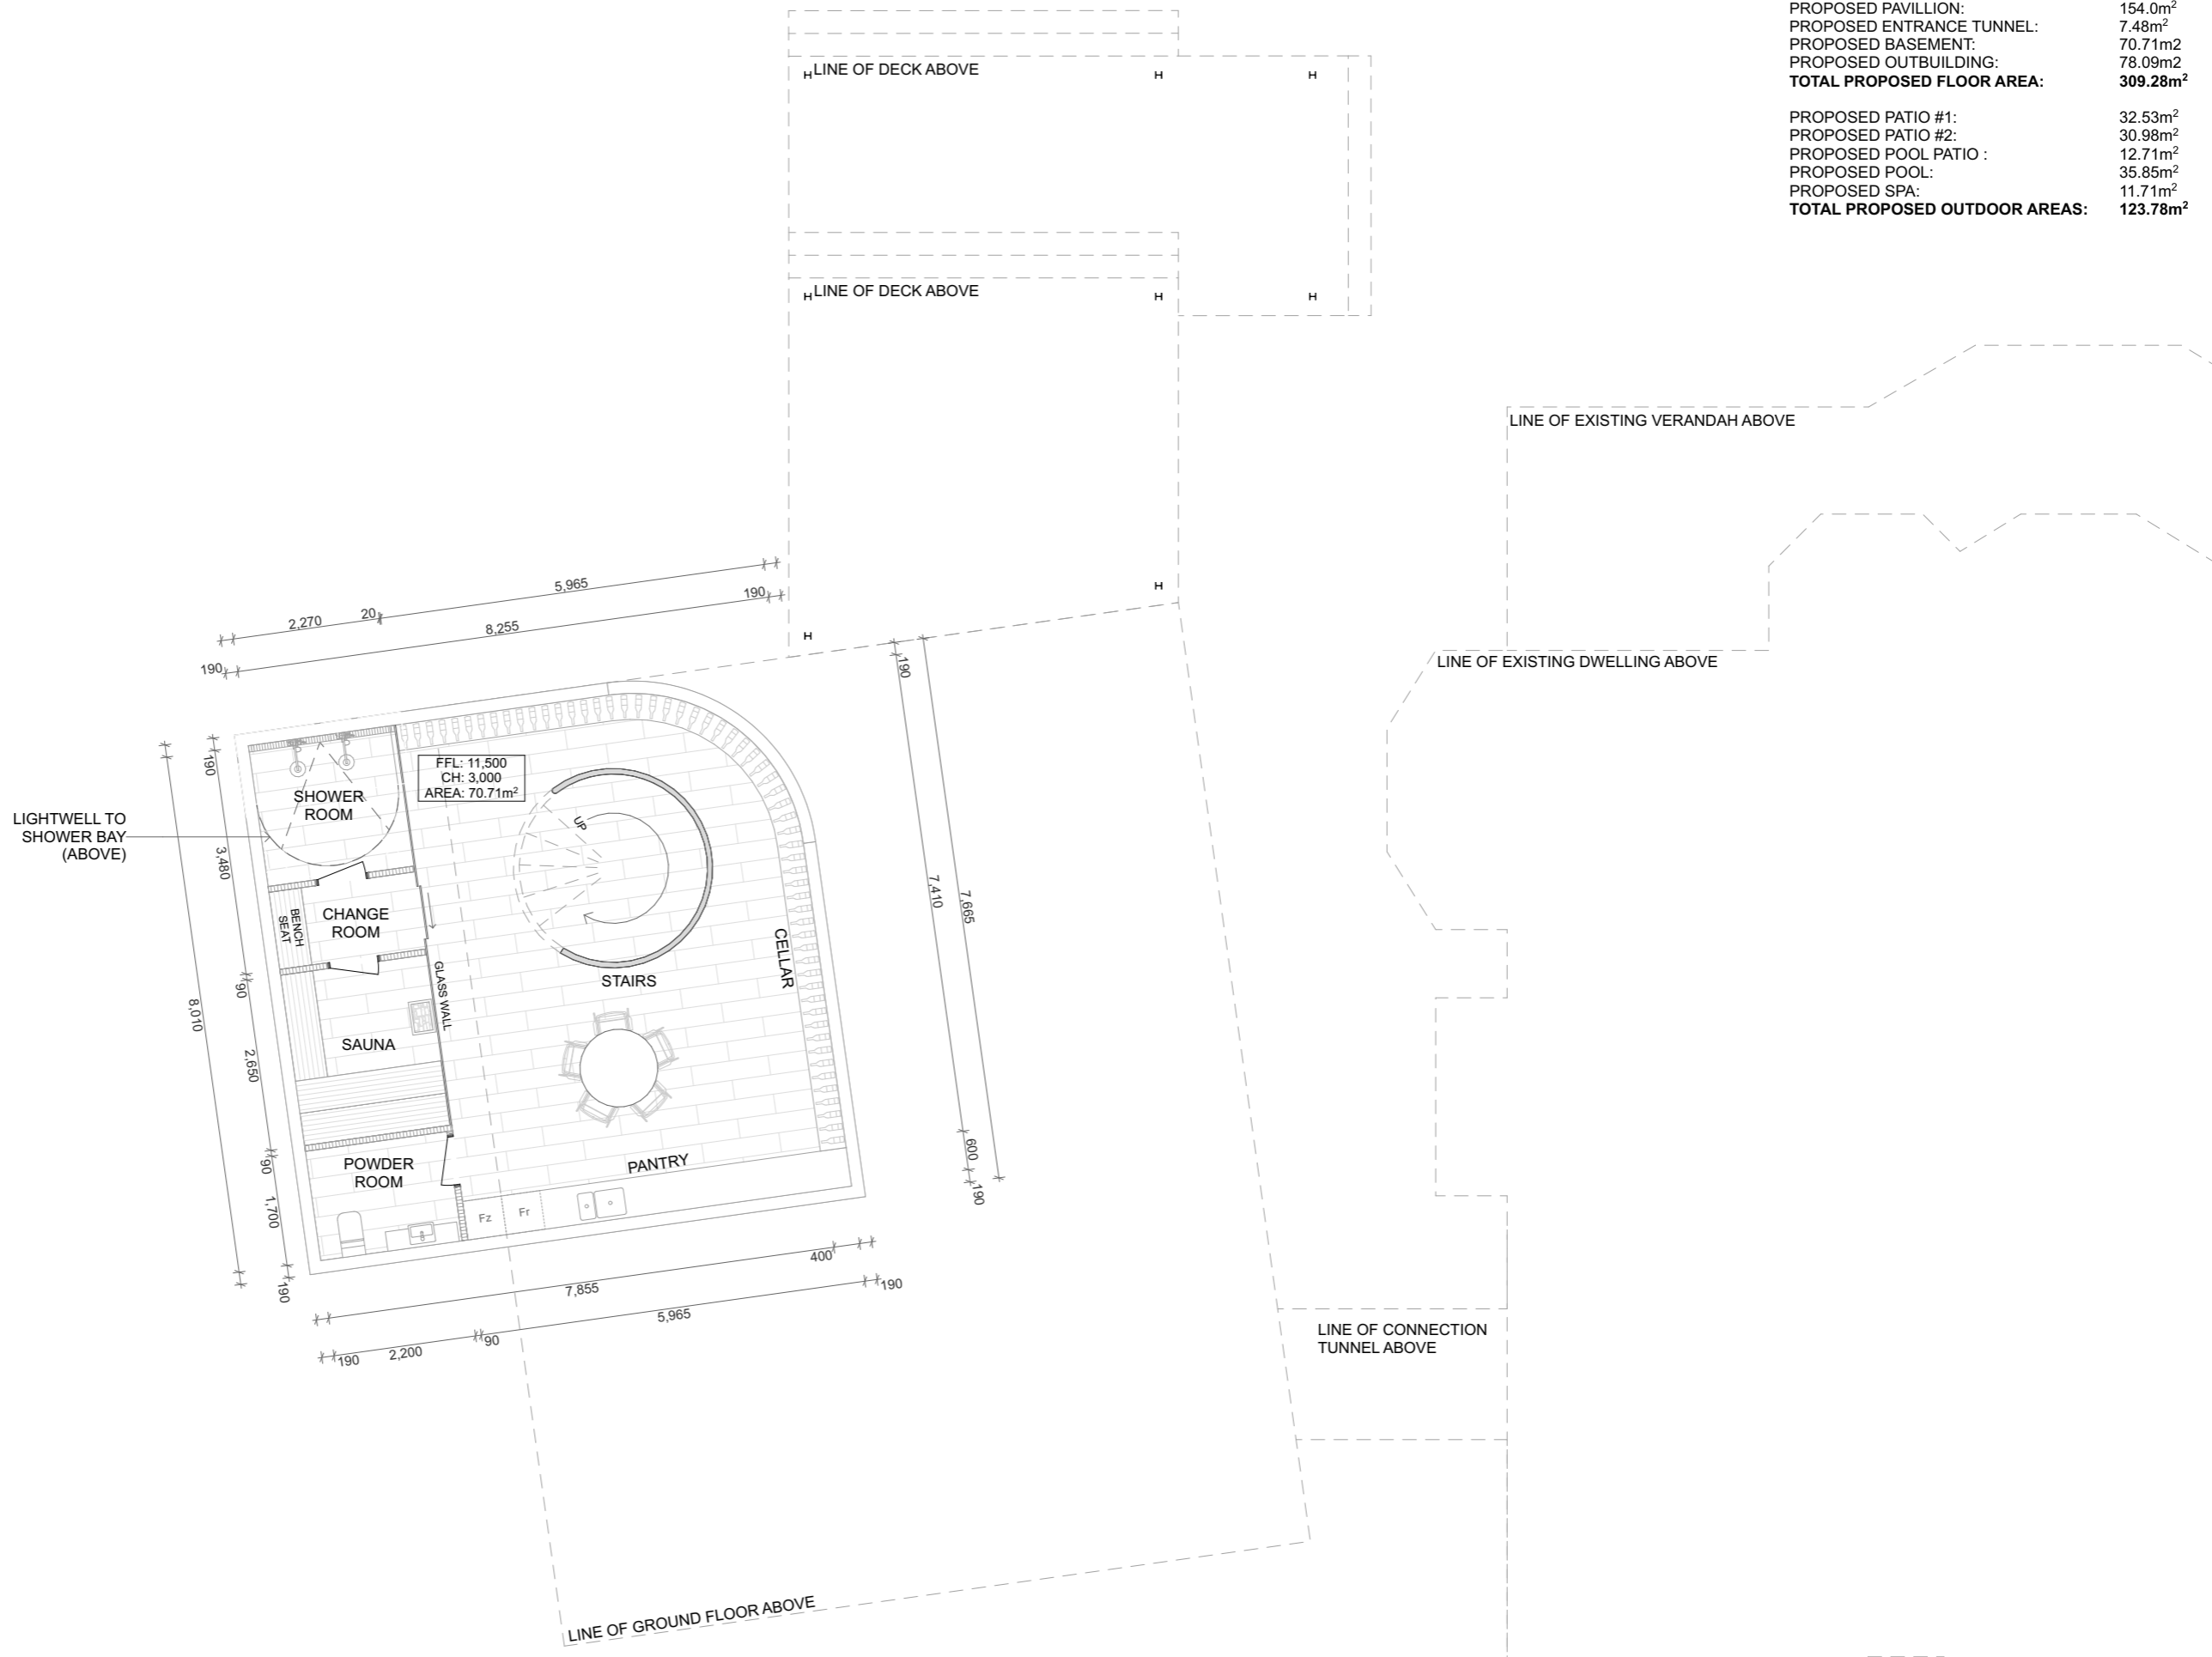 PROPOSED PAVILLION: 154.0m²
PROPOSED ENTRANCE TUNNEL: 7.48m²
PROPOSED BASEMENT: 70.71m2
PROPOSED OUTBUILDING: 78.09m2
TOTAL PROPOSED FLOOR AREA: 309.28m²
PROPOSED PATIO #1: 32.53m²
PROPOSED PATIO #2: 30.98m²
PROPOSED POOL PATIO : 12.71m²
PROPOSED POOL: 35.85m²
PROPOSED SPA: 11.71m²
TOTAL PROPOSED OUTDOOR AREAS: 123.78m²
LINE OF DECK ABOVE
LINE OF DECK ABOVE
LINE OF EXISTING VERANDAH ABOVE
LINE OF EXISTING DWELLING ABOVE
5,965
2,270
20
190
8,255
190
190
7,410
7,665
600
190
190
3,480
90
8,010
2,650
90
1,700
190
FFL: 11,500
CH: 3,000
AREA: 70.71m²
SHOWER
ROOM
LIGHTWELL TO
SHOWER BAY
(ABOVE)
UP
BENCH
SEAT
CHANGE
ROOM
GLASS WALL
STAIRS
CELLAR
SAUNA
POWDER
ROOM
PANTRY
Fz
Fr
400
7,855
190
5,965
90
2,200
190
LINE OF CONNECTION
TUNNEL ABOVE
LINE OF GROUND FLOOR ABOVE